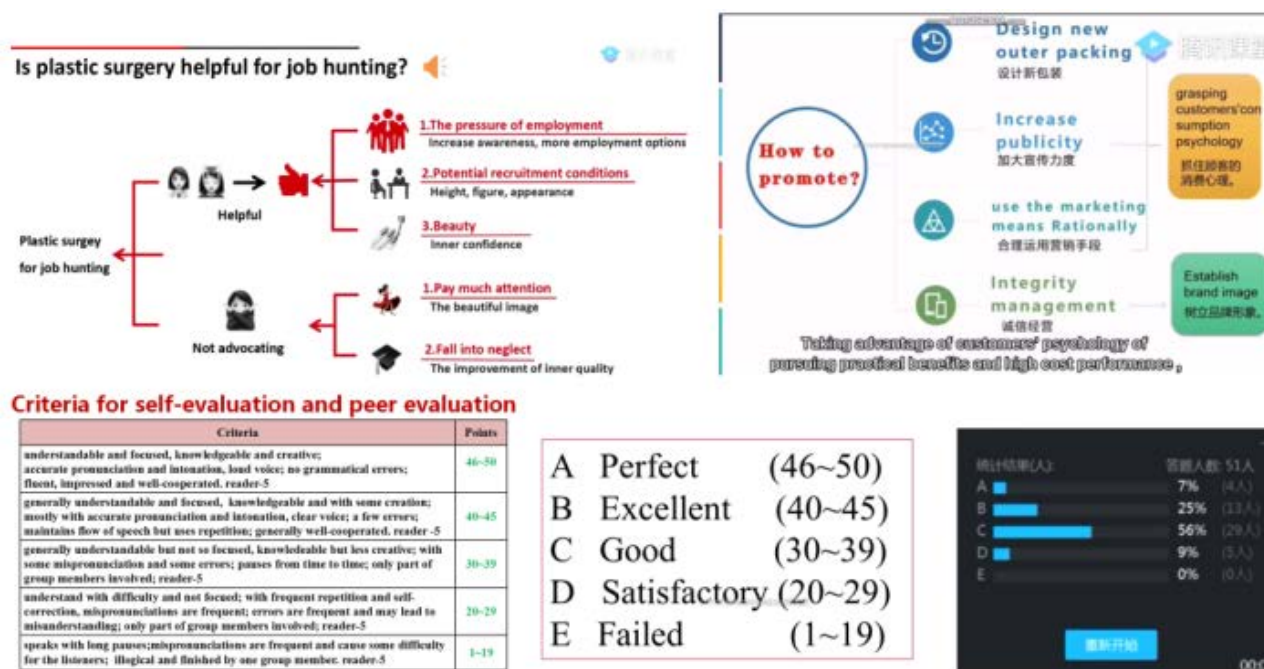 Is plastic surgery helpful for job hunting?
1.The pressure of employment
Increase awareness, more employment options
2.Potential recruitment conditions
Height, figure, appearance
Helpful
3.Beauty
Inner confidence
Plastic surgey
for job hunting
1.Pay much attention
The beautiful image
Not advocating
2.Fall into neglect
The improvement of inner quality
腾讯课堂
Design new
outer packing
设计新包装
Increase
publicity
加大宣传力度
How to
promote?
use the marketing
means Rationally
合理运用营销手段
Integrity
management
诚信经营
grasping
customers'con
sumption
psychology
抓住顾客的
消费心理。
Establish
brand image
树立品牌形象。
Taking advantage of customers' psychology of
pursuing practical benefits and high cost performance ,
Criteria for self-evaluation and peer evaluation
Criteria Points
understandable and focused, knowledgeable and creative;
accurate pronunciation and intonation, loud voice; no grammatical errors;
fluent, impressed and well-cooperated. reader-5
46~50
generally understandable and focused, knowledgeable and with some creation;
mostly with accurate pronunciation and intonation, clear voice; a few errors;
maintains flow of speech but uses repetition; generally well-cooperated. reader -5
40~45
generally understandable but not so focused, knowledeable but less creative; with
some mispronunciation and some errors; pauses from time to time; only part of
group members involved; reader-5
30~39
understand with difficulty and not focued; with frequent repetition and self-
correction, mispronunciations are frequent; errors are frequent and may lead to
misunderstanding; only part of group members involved; reader-5
20~29
speaks with long pauses;mispronunciations are frequent and cause some difficulty
for the listeners; illogical and finished by one group member. reader-5
1~19
A Perfect (46~50)
B Excellent (40~45)
C Good (30~39)
D Satisfactory (20~29)
E Failed (1~19)
统计结果(人): 答题人数: 51人
A 7% (4人)
B 25% (13人)
C 56% (29人)
D 9% (5人)
E 0% (0人)
重新开始